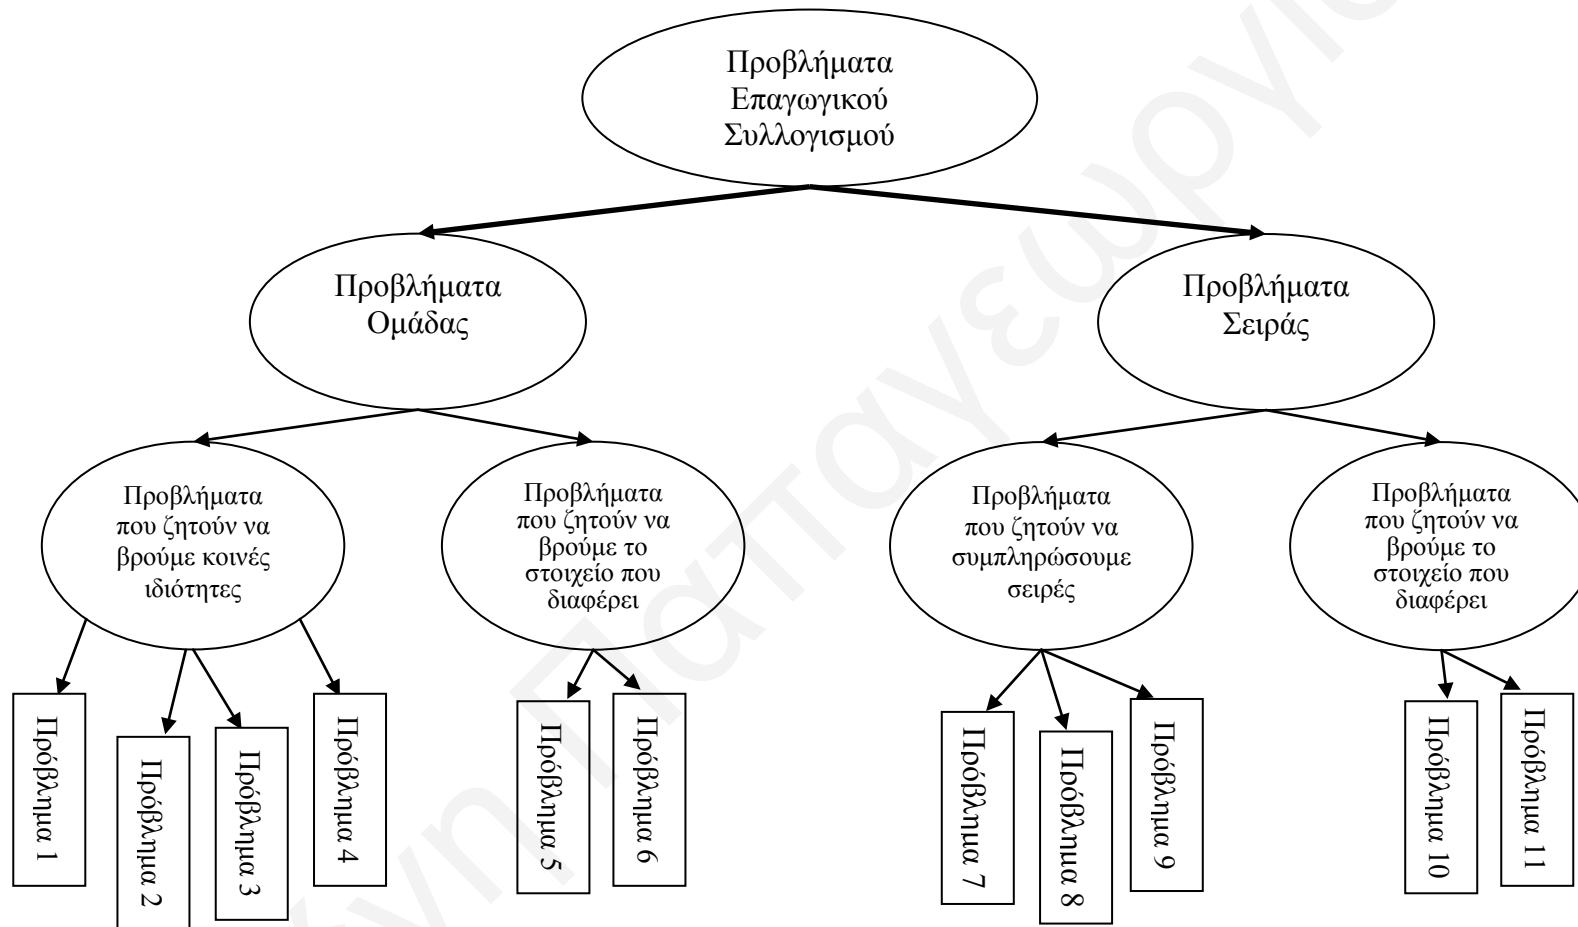 Προβλήματα
Επαγωγικού
Συλλογισμού
Προβλήματα
Ομάδας
Προβλήματα
Σειράς
Προβλήματα
που ζητούν να
βρούμε κοινές
ιδιότητες
Προβλήματα
που ζητούν να
βρούμε το
στοιχείο που
διαφέρει
Προβλήματα
που ζητούν να
συμπληρώσουμε
σειρές
Προβλήματα
που ζητούν να
βρούμε το
στοιχείο που
διαφέρει
Πρόβλημα 1
Πρόβλημα 2
Πρόβλημα 3
Πρόβλημα 4
Πρόβλημα 5
Πρόβλημα 6
Πρόβλημα 7
Πρόβλημα 8
Πρόβλημα 9
Πρόβλημα 10
Πρόβλημα 11